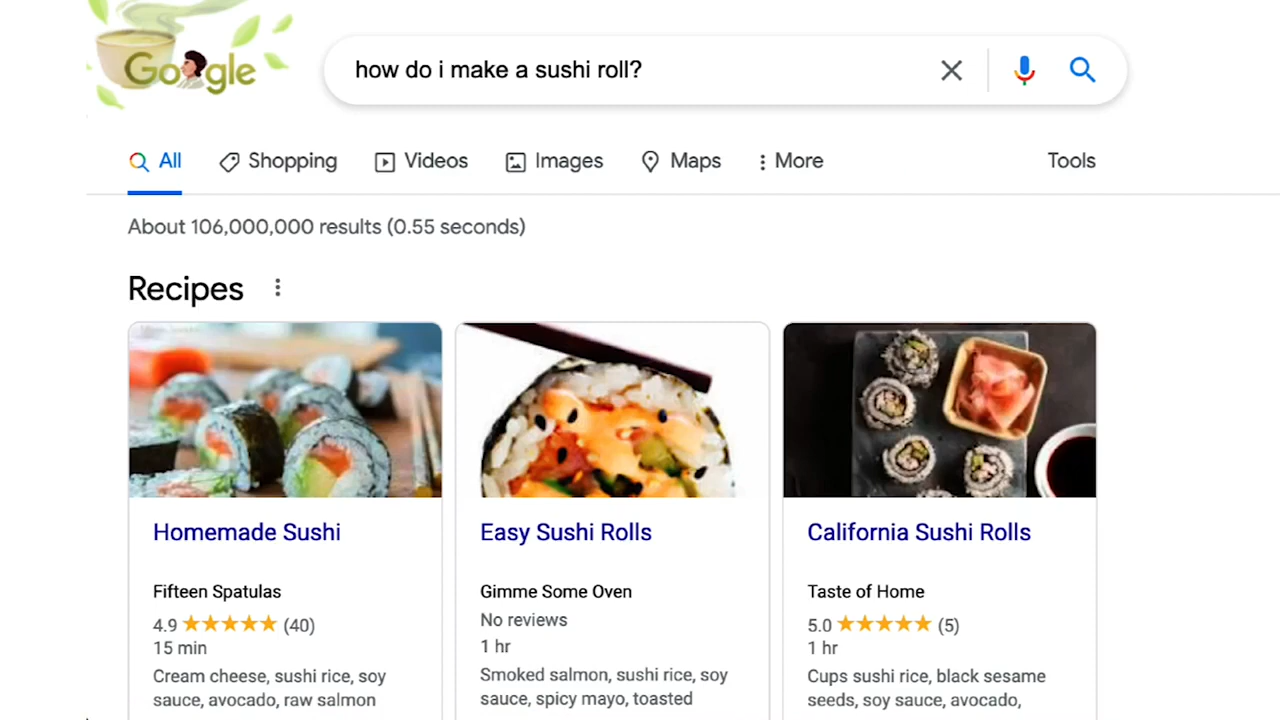 Google
how do i make a sushi roll?
All Shopping Videos Images Maps More Tools
About 106,000,000 results (0.55 seconds)
Recipes
Homemade Sushi
Fifteen Spatulas
4.9 (40)
15 min
Cream cheese, sushi rice, soy
sauce, avocado, raw salmon
Easy Sushi Rolls
Gimme Some Oven
No reviews
1 hr
Smoked salmon, sushi rice, soy
sauce, spicy mayo, toasted
California Sushi Rolls
Taste of Home
5.0 (5)
1 hr
Cups sushi rice, black sesame
seeds, soy sauce, avocado,